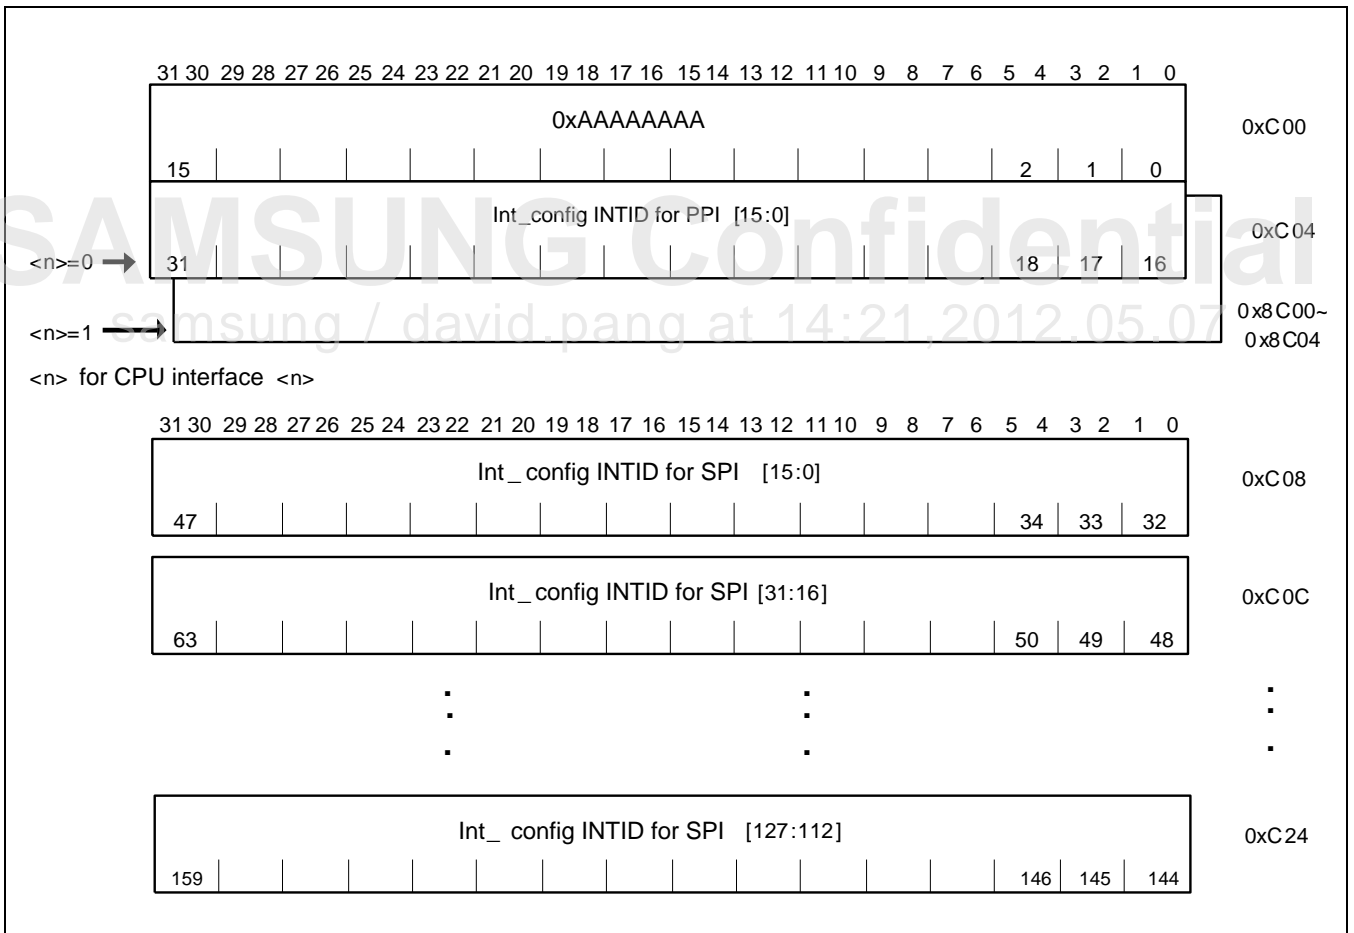 31 30 29 28 27 26 25 24 23 22 21 20 19 18 17 16 15 14 13 12 11 10 9 8 7 6 5 4 3 2 1 0
0xAAAAAAAA
0xC00
15 2 1 0
Int_config INTID for PPI [15:0]
0xC04
<n>=0
31 18 17 16
SAMSUNG Confidential
<n>=1
samsung / david.pang at 14:21,2012.05.07
0x8C00~
0x8C04
<n> for CPU interface <n>
31 30 29 28 27 26 25 24 23 22 21 20 19 18 17 16 15 14 13 12 11 10 9 8 7 6 5 4 3 2 1 0
Int_config INTID for SPI [15:0]
0xC08
47 34 33 32
Int_config INTID for SPI [31:16]
0xC0C
63 50 49 48
Int_ config INTID for SPI [127:112]
0xC24
159 146 145 144